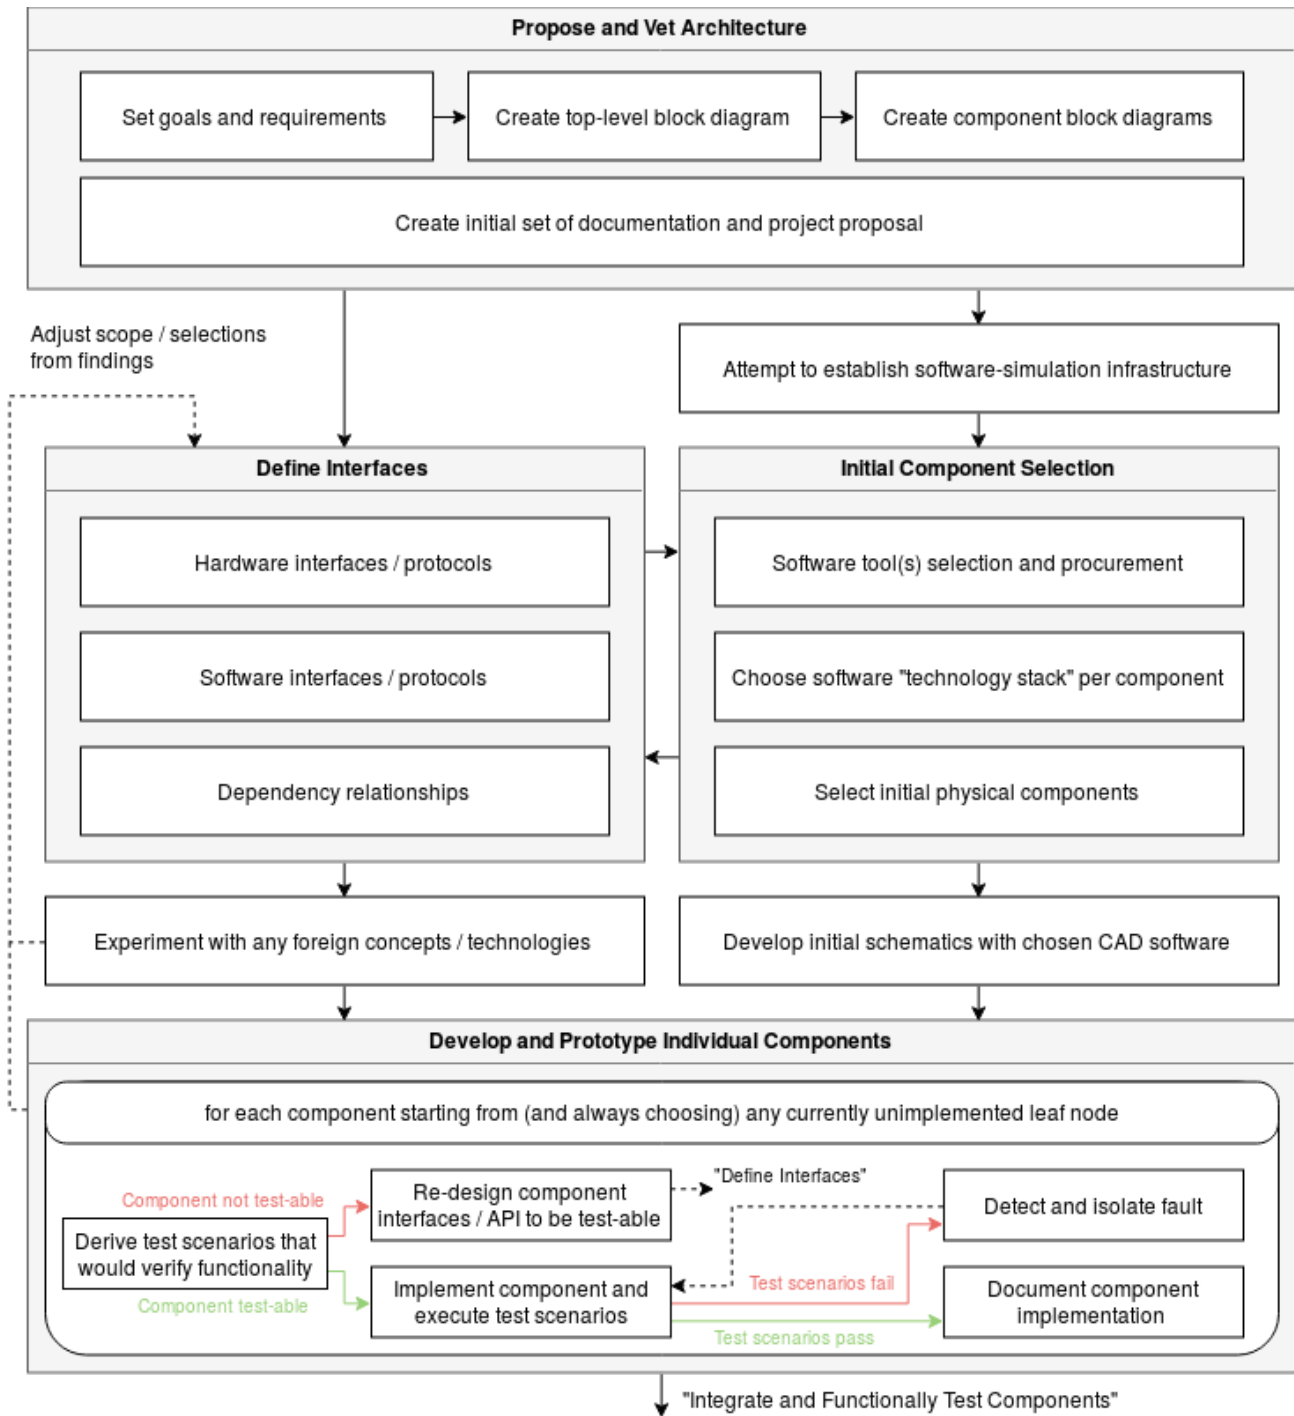 Propose and Vet Architecture
Set goals and requirements
Create top-level block diagram
Create component block diagrams
Create initial set of documentation and project proposal
Adjust scope / selections
from findings
Attempt to establish software-simulation infrastructure
Define Interfaces
Hardware interfaces / protocols
Software interfaces / protocols
Dependency relationships
Initial Component Selection
Software tool(s) selection and procurement
Choose software "technology stack" per component
Select initial physical components
Experiment with any foreign concepts / technologies
Develop initial schematics with chosen CAD software
Develop and Prototype Individual Components
for each component starting from (and always choosing) any currently unimplemented leaf node
Component not test-able
Derive test scenarios that
would verify functionality
Component test-able
Re-design component
interfaces / API to be test-able
"Define Interfaces"
Implement component and
execute test scenarios
Test scenarios fail
Test scenarios pass
Detect and isolate fault
Document component
implementation
"Integrate and Functionally Test Components"